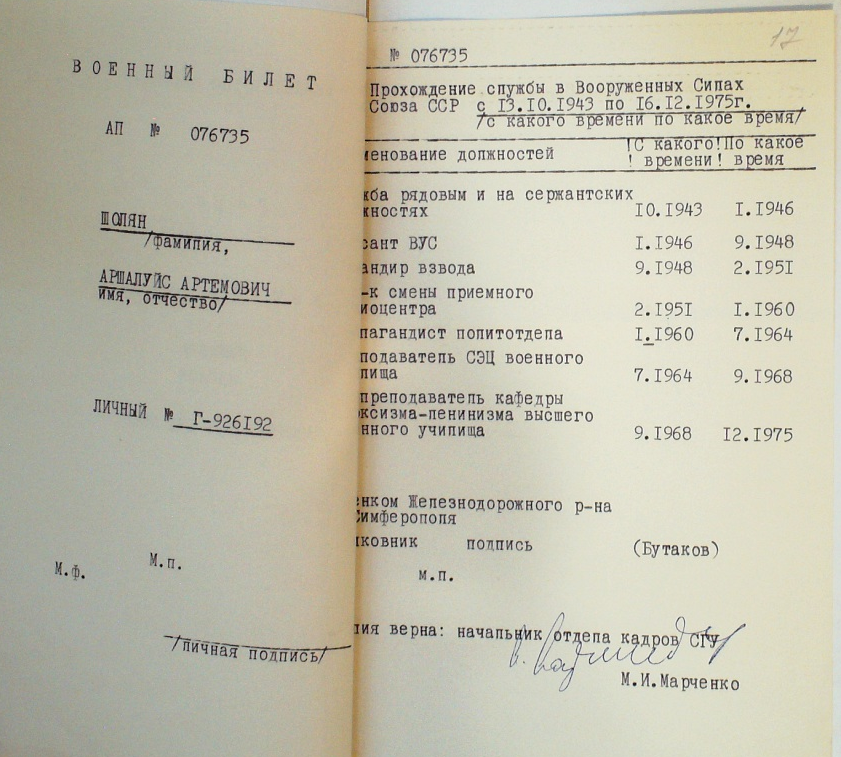 ВОЕННЫЙ БИЛЕТ
АП № 076735
ШОЛЯН
/фамилия,
АРШАЛУЙС АРТЕМОВИЧ
имя, отчество/
ЛИЧНЫЙ № Г-926192
М.Ф. М.п.
/личная подпись/
17
№ 076735
Прохождение службы в Вооруженных Силах
Союза ССР с 13.10.1943 по 16.12.1975г.
/с какого времени по какое время/
менование должностей !С какого!По какое
! времени! время
жба рядовым и на сержантских
жностях 10.1943 1.1946
сант ВУС 1.1946 9.1948
андир взвода 9.1948 2.1951
-к смены приемного
иоцентра 2.1951 1.1960
пагандист политотдела 1.1960 7.1964
подаватель СЭЦ военного
лища 7.1964 9.1968
преподаватель кафедры
ксизма-ленинизма высшего
нного училища 9.1968 12.1975
енком Железнодорожного р-на
Симферополя
ковник подпись (Бутаков)
м.п.
пия верна: начальник отдела кадров СГУ
М.И.Марченко